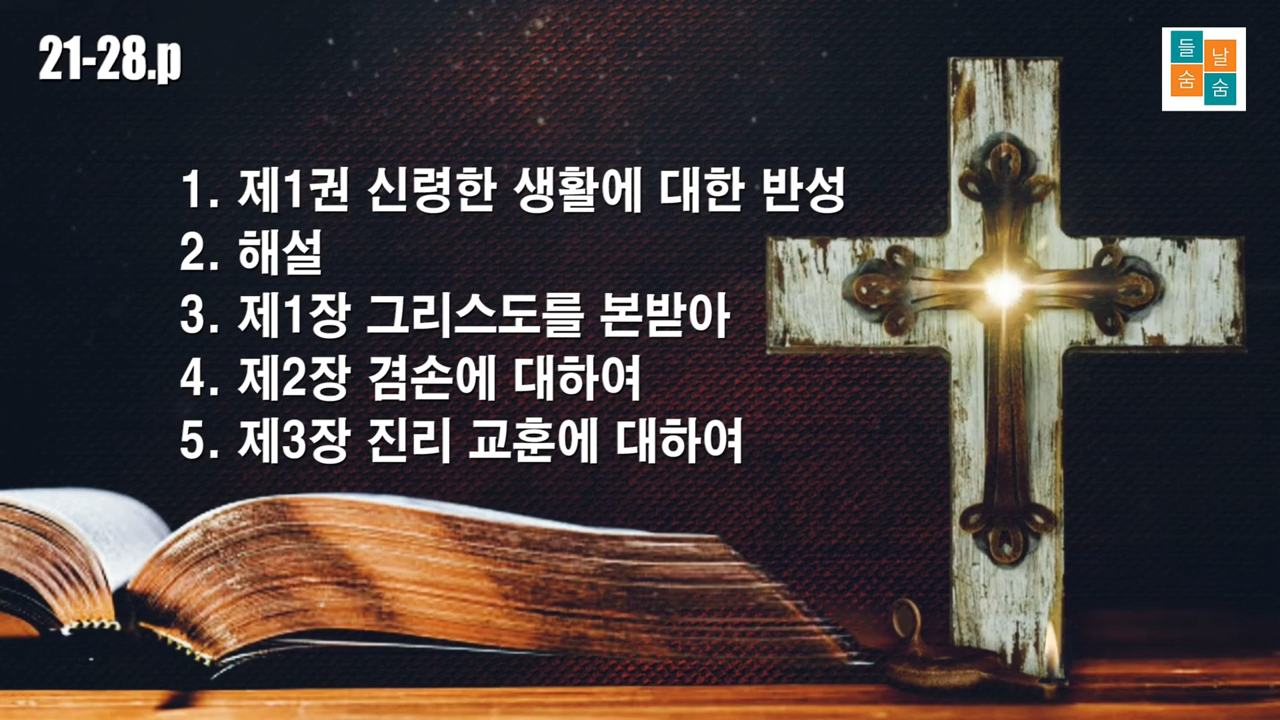 21-28.p
들 날
숨 숨
1. 제1권 신령한 생활에 대한 반성
2. 해설
3. 제1장 그리스도를 본받아
4. 제2장 겸손에 대하여
5. 제3장 진리 교훈에 대하여